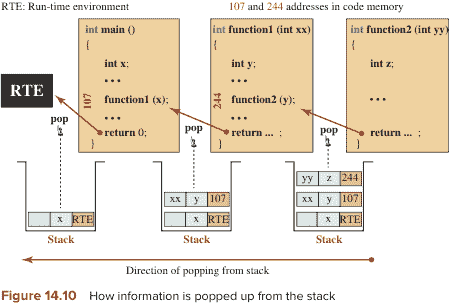 RTE: Run-time environment
107 and 244 addresses in code memory
int main ()
{
int x;
• • •
107
function1 (x);
• • •
return 0;
}
int function1 (int xx)
{
int y;
• • •
244
function2 (y);
• • •
return ... ;
}
int function2 (int yy)
{
int z;
• • •
return ... ;
}
RTE
pop
pop
pop
x RTE
Stack
xx y 107
x RTE
Stack
yy z 244
xx y 107
x RTE
Stack
Direction of popping from stack
Figure 14.10 How information is popped up from the stack